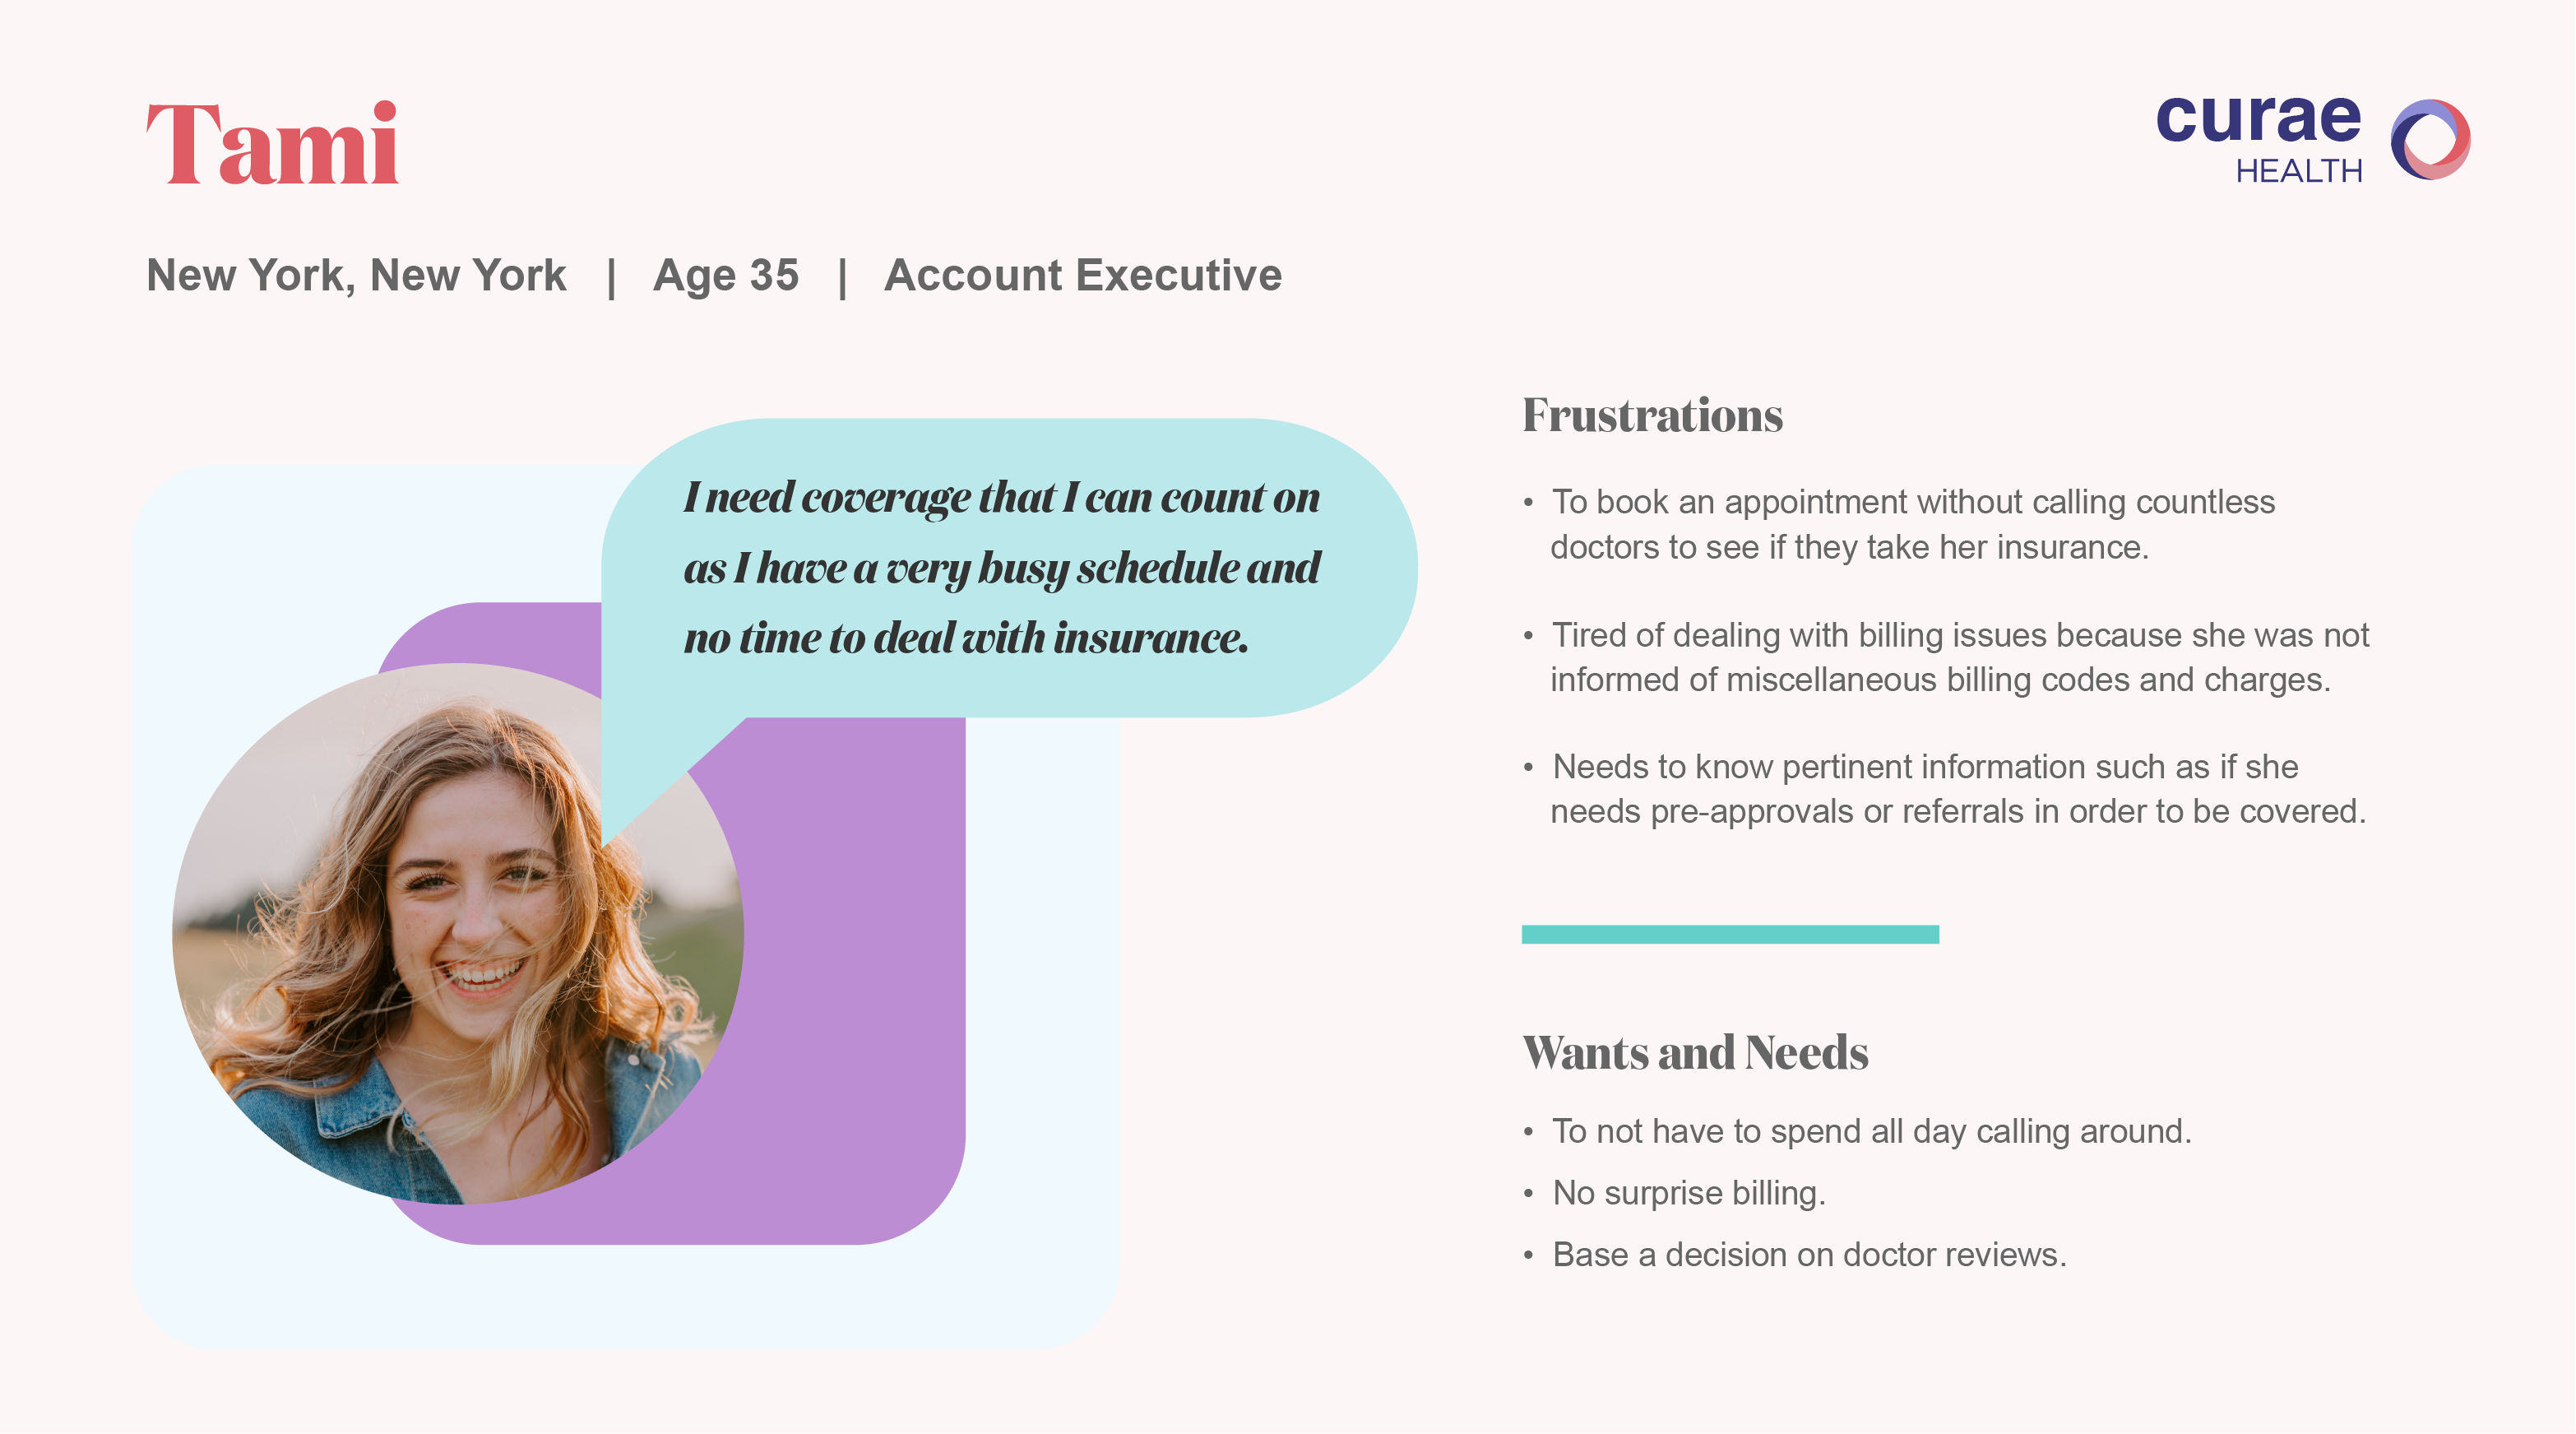 Tami
curae
HEALTH
New York, New York | Age 35 | Account Executive
I need coverage that I can count on
as I have a very busy schedule and
no time to deal with insurance.
Frustrations
• To book an appointment without calling countless
doctors to see if they take her insurance.
• Tired of dealing with billing issues because she was not
informed of miscellaneous billing codes and charges.
• Needs to know pertinent information such as if she
needs pre-approvals or referrals in order to be covered.
Wants and Needs
• To not have to spend all day calling around.
• No surprise billing.
• Base a decision on doctor reviews.